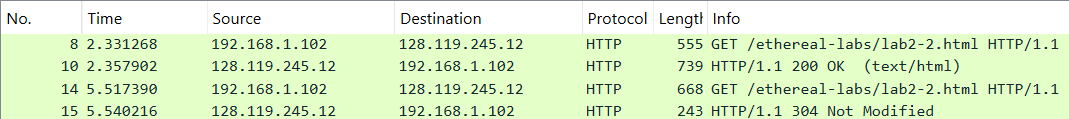 No. Time Source Destination Protocol Length Info
8 2.331268 192.168.1.102 128.119.245.12 HTTP 555 GET /ethereal-labs/lab2-2.html HTTP/1.1
10 2.357902 128.119.245.12 192.168.1.102 HTTP 739 HTTP/1.1 200 OK (text/html)
14 5.517390 192.168.1.102 128.119.245.12 HTTP 668 GET /ethereal-labs/lab2-2.html HTTP/1.1
15 5.540216 128.119.245.12 192.168.1.102 HTTP 243 HTTP/1.1 304 Not Modified